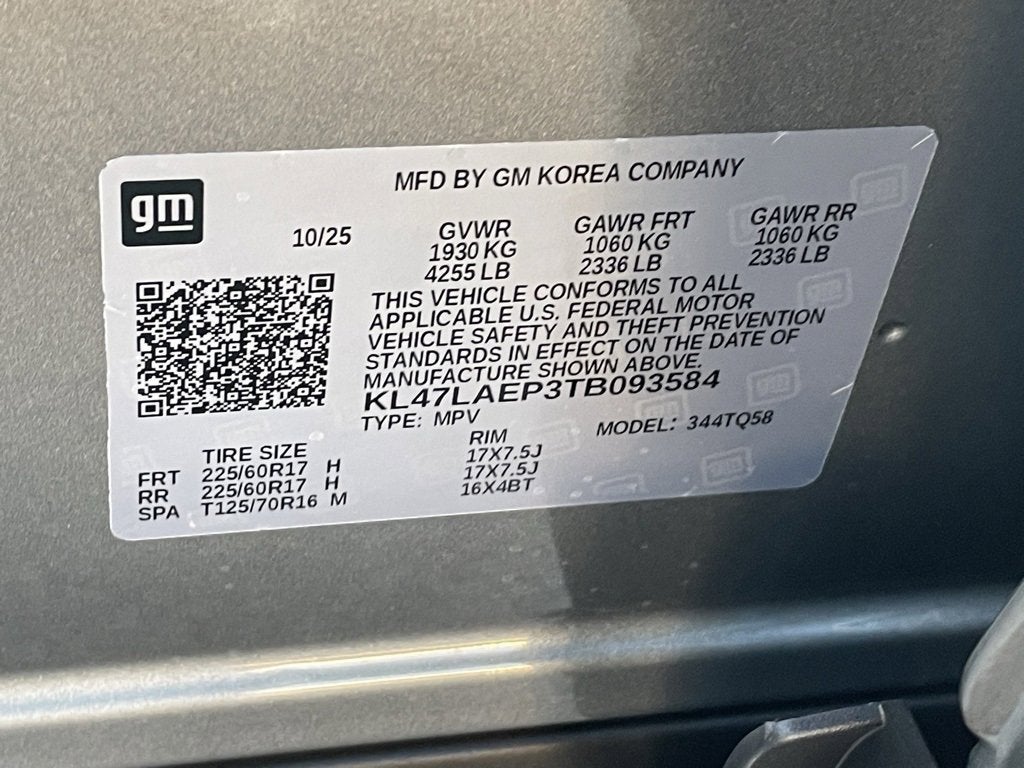 gm
MFD BY GM KOREA COMPANY
10/25
GVWR GAWR FRT GAWR RR
1930 KG 1060 KG 1060 KG
4255 LB 2336 LB 2336 LB
THIS VEHICLE CONFORMS TO ALL
APPLICABLE U.S. FEDERAL MOTOR
VEHICLE SAFETY AND THEFT PREVENTION
STANDARDS IN EFFECT ON THE DATE OF
MANUFACTURE SHOWN ABOVE.
KL47LAEP3TB093584
TYPE: MPV MODEL: 344TQ58
TIRE SIZE RIM
FRT 225/60R17 H 17X7.5J
RR 225/60R17 H 17X7.5J
SPA T125/70R16 M 16X4BT